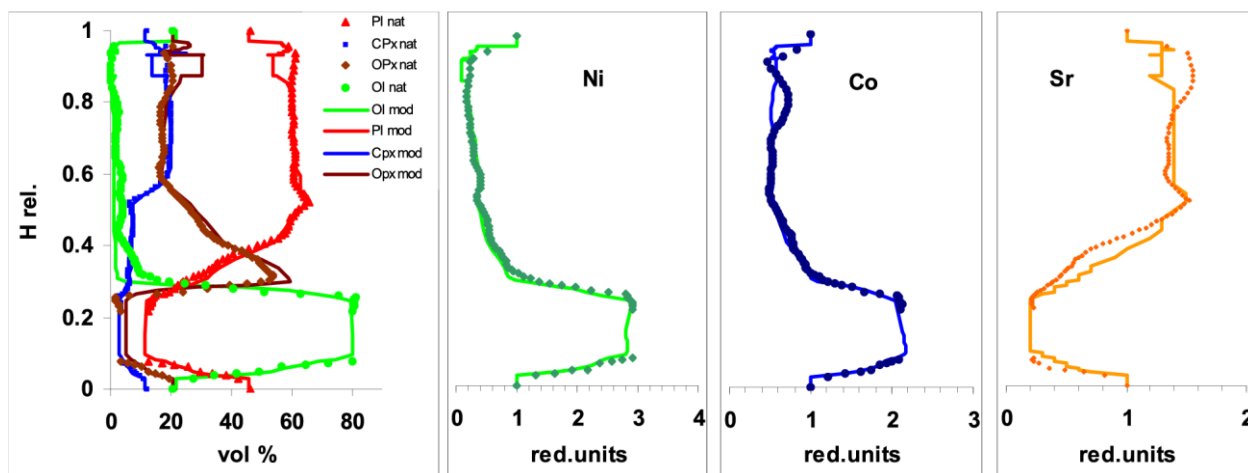 1
0.8
0.6
0.4
0.2
0
H rel.
0 20 40 60 80
vol %
Pl nat
CPx nat
OPx nat
Ol nat
Ol mod
Pl mod
Cpx mod
Opx mod
Ni
0 1 2 3 4
red.units
Co
0 1 2 3
red.units
Sr
0 1 2
red.units